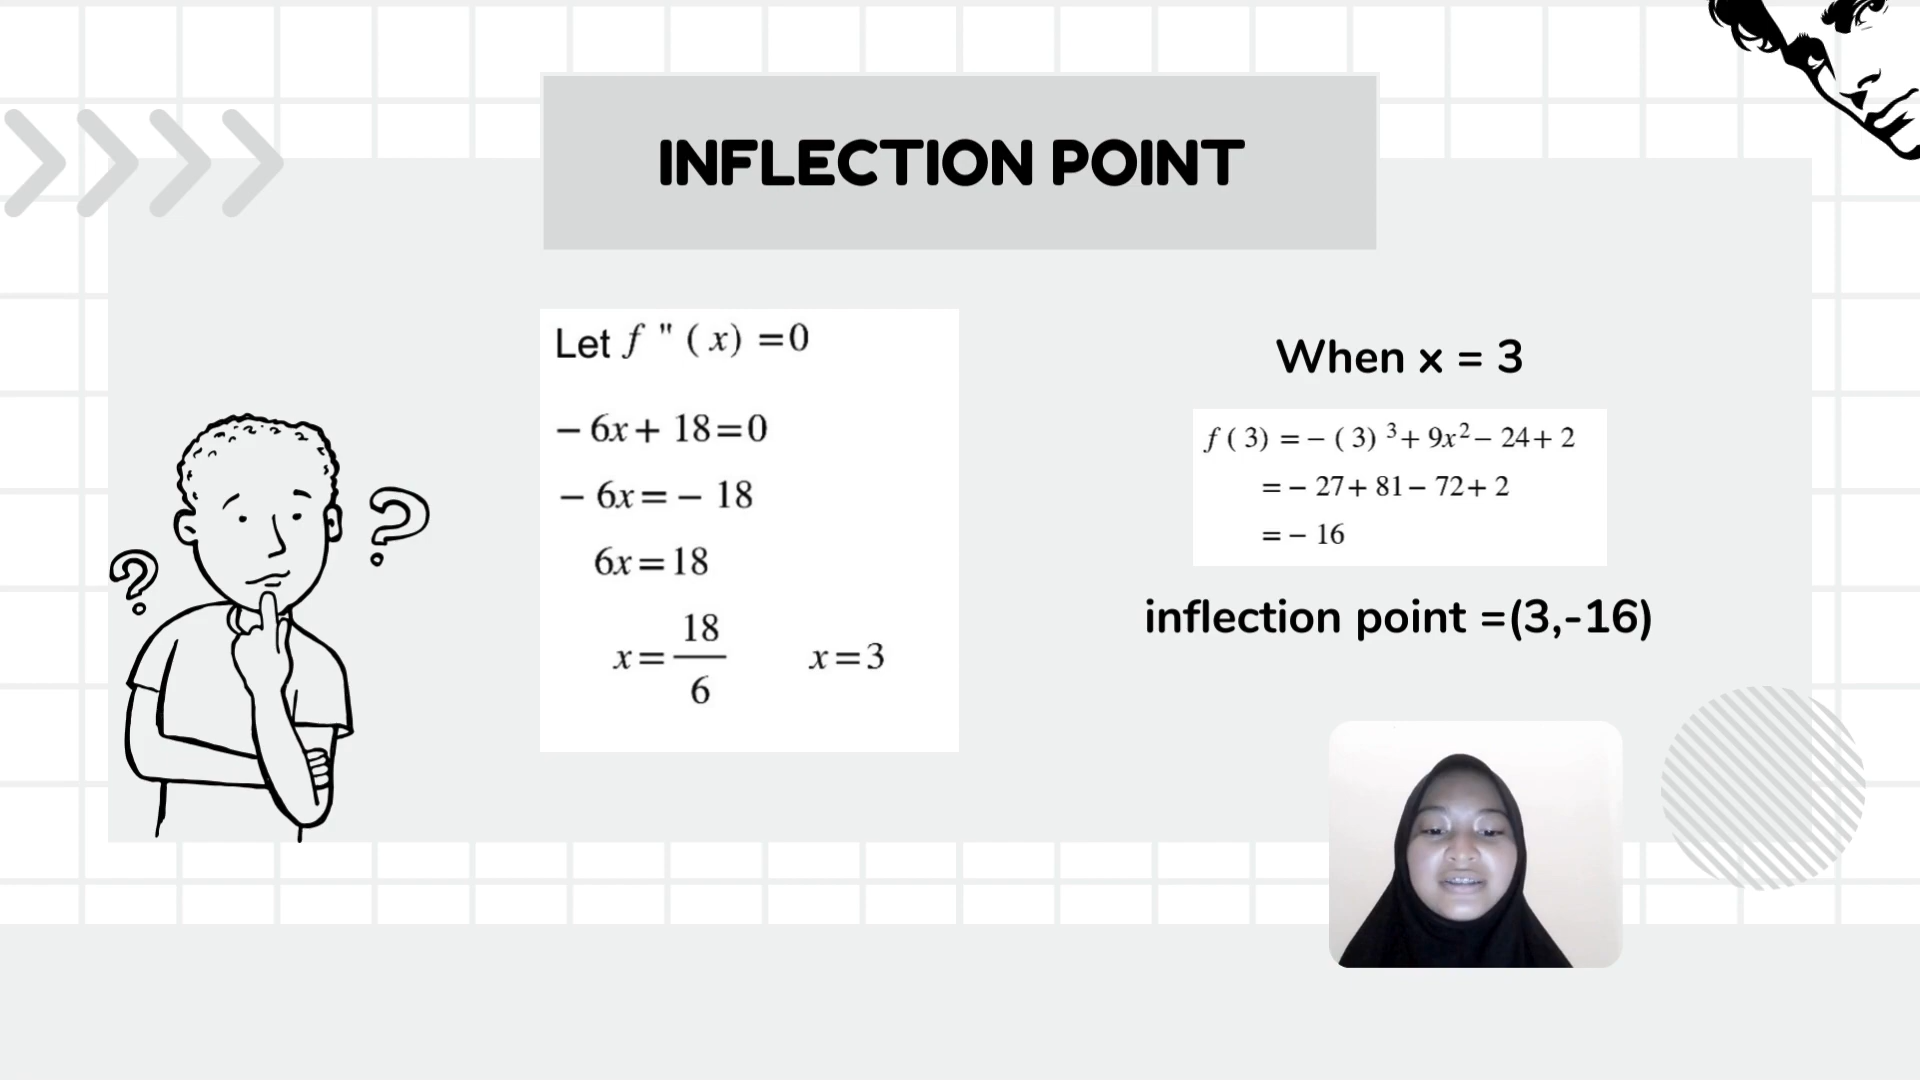 INFLECTION POINT
Let f " ( x) =0
− 6x+ 18=0
− 6x= − 18
6x=18
x= 18/6 x=3
When x = 3
f ( 3) = − ( 3) ³+ 9x²− 24+ 2
= − 27+ 81− 72+ 2
= − 16
inflection point =(3,-16)
? ?